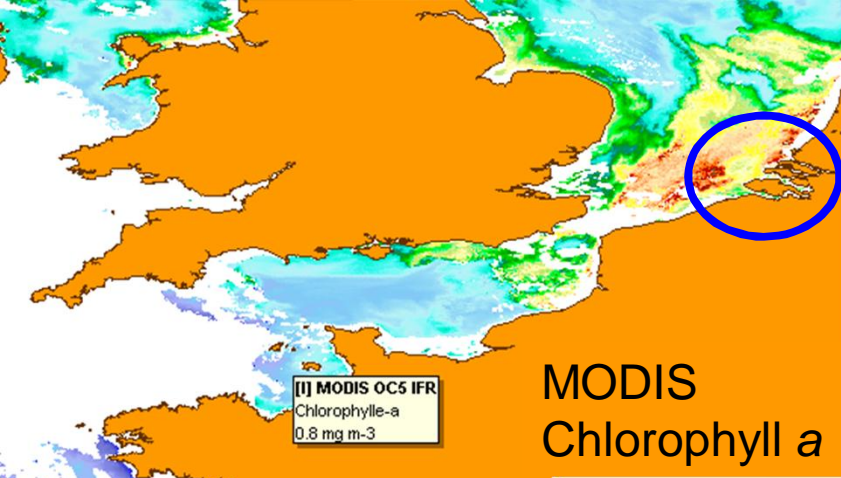 [I] MODIS OC5 IFR
Chlorophylle-a
0.8 mg m-3
MODIS
Chlorophyll a